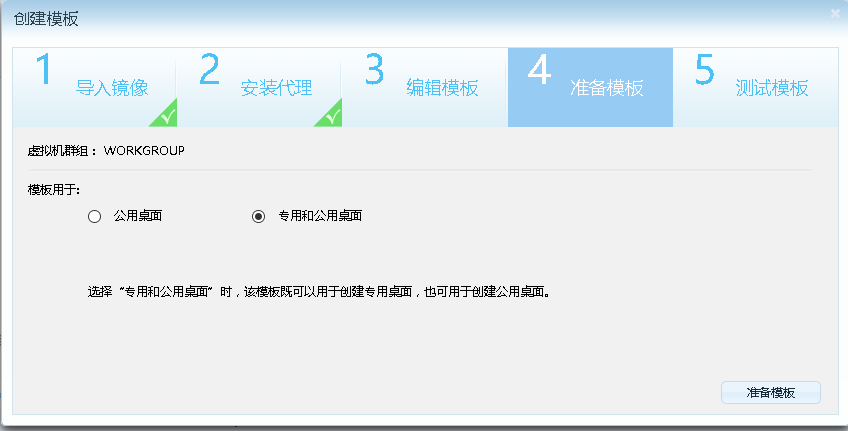 创建模板
1 导入镜像 2 安装代理 3 编辑模板 4 准备模板 5 测试模板
虚拟机群组： WORKGROUP
模板用于:
公用桌面 专用和公用桌面
选择 “专用和公用桌面” 时，该模板既可以用于创建专用桌面，也可用于创建公用桌面。
准备模板